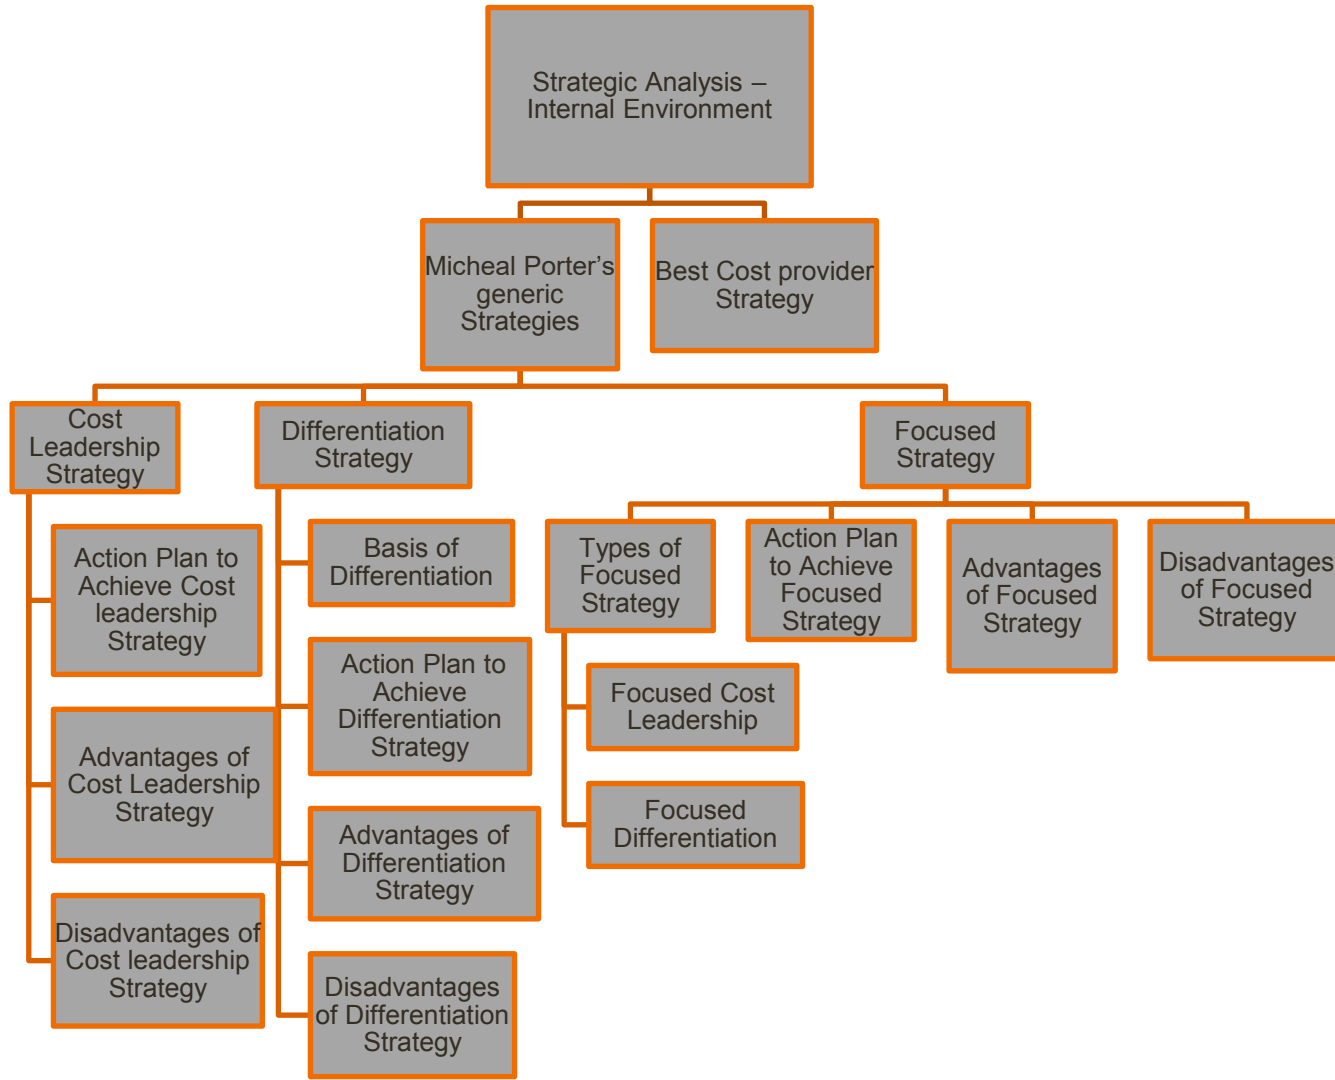 Strategic Analysis –
Internal Environment
Micheal Porter's
generic
Strategies
Best Cost provider
Strategy
Cost
Leadership
Strategy
Differentiation
Strategy
Focused
Strategy
Action Plan to
Achieve Cost
leadership
Strategy
Advantages of
Cost Leadership
Strategy
Disadvantages of
Cost leadership
Strategy
Basis of
Differentiation
Action Plan to
Achieve
Differentiation
Strategy
Advantages of
Differentiation
Strategy
Disadvantages
of Differentiation
Strategy
Types of
Focused
Strategy
Focused Cost
Leadership
Focused
Differentiation
Action Plan
to Achieve
Focused
Strategy
Advantages
of Focused
Strategy
Disadvantages
of Focused
Strategy